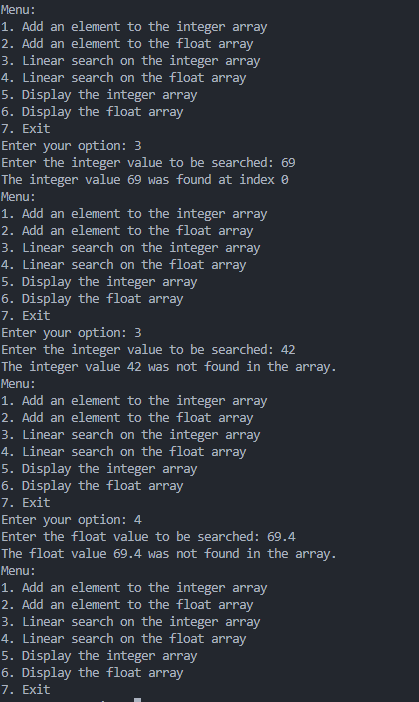 Menu:
1. Add an element to the integer array
2. Add an element to the float array
3. Linear search on the integer array
4. Linear search on the float array
5. Display the integer array
6. Display the float array
7. Exit
Enter your option: 3
Enter the integer value to be searched: 69
The integer value 69 was found at index 0
Menu:
1. Add an element to the integer array
2. Add an element to the float array
3. Linear search on the integer array
4. Linear search on the float array
5. Display the integer array
6. Display the float array
7. Exit
Enter your option: 3
Enter the integer value to be searched: 42
The integer value 42 was not found in the array.
Menu:
1. Add an element to the integer array
2. Add an element to the float array
3. Linear search on the integer array
4. Linear search on the float array
5. Display the integer array
6. Display the float array
7. Exit
Enter your option: 4
Enter the float value to be searched: 69.4
The float value 69.4 was not found in the array.
Menu:
1. Add an element to the integer array
2. Add an element to the float array
3. Linear search on the integer array
4. Linear search on the float array
5. Display the integer array
6. Display the float array
7. Exit